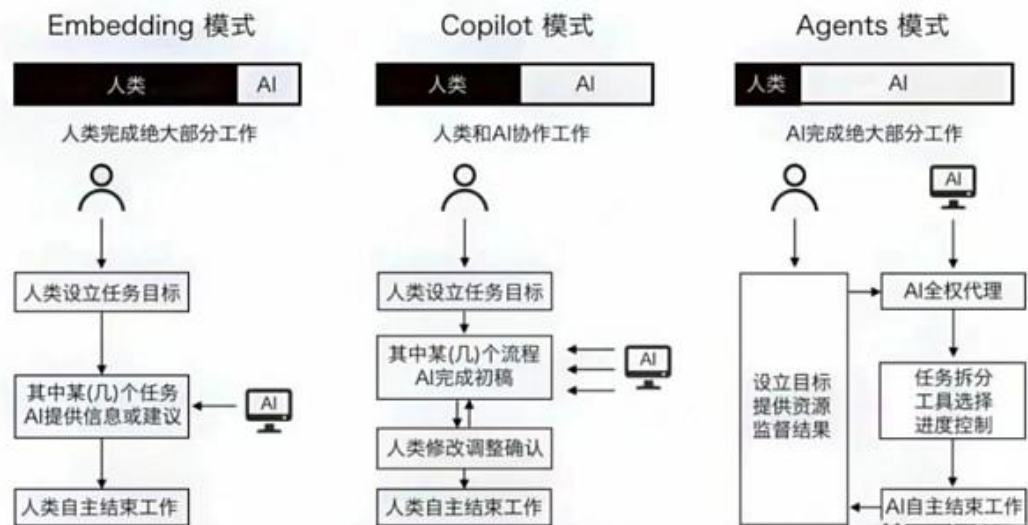 Embedding 模式
人类
AI
人类完成绝大部分工作
人类设立任务目标
其中某(几)个任务
AI提供信息或建议
AI
人类自主结束工作
Copilot 模式
人类
AI
人类和AI协作工作
人类设立任务目标
其中某(几)个流程
AI完成初稿
AI
人类修改调整确认
人类自主结束工作
Agents 模式
人类
AI
AI完成绝大部分工作
AI
设立目标
提供资源
监督结果
AI全权代理
任务拆分
工具选择
进度控制
AI自主结束工作